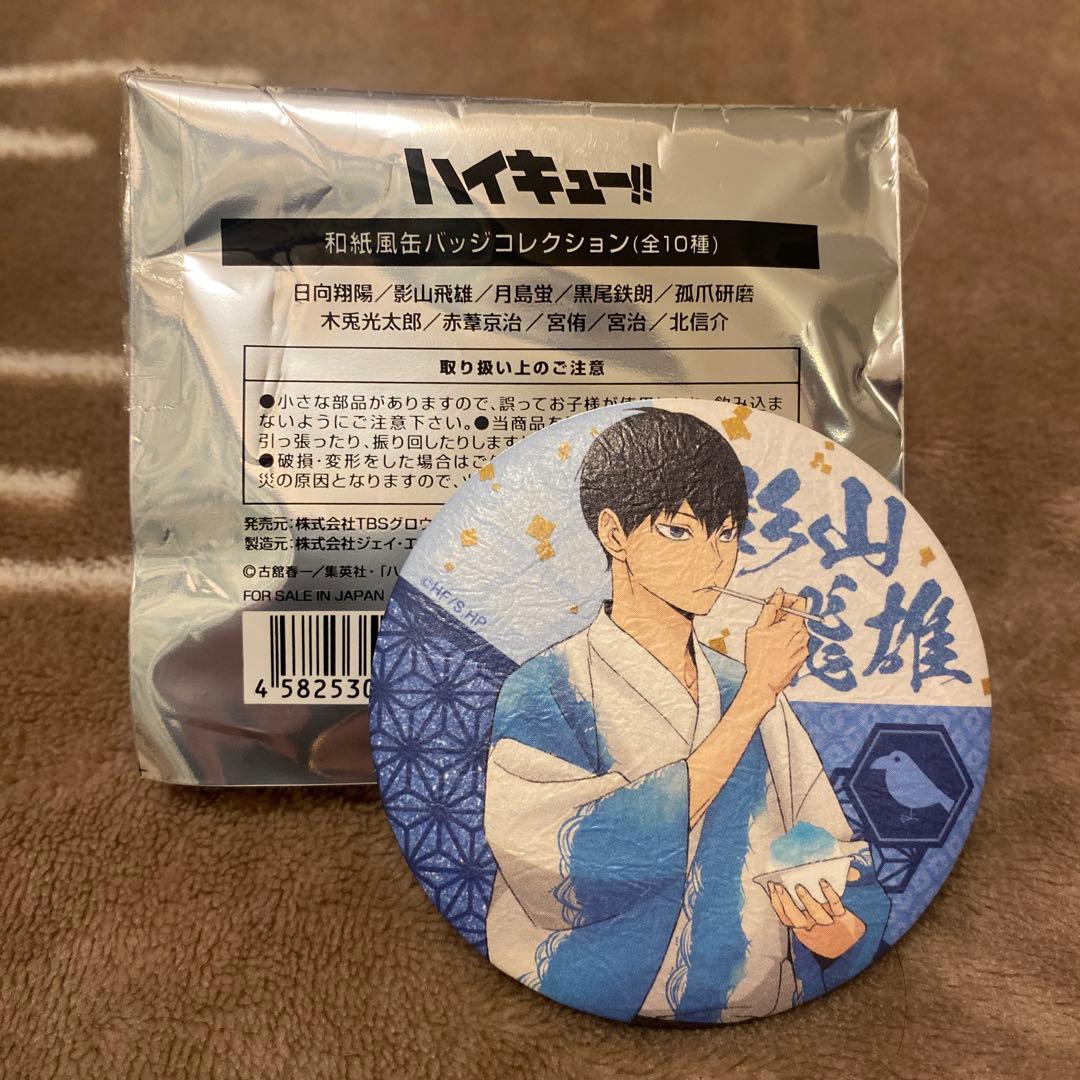 ハイキュー!!
和紙風缶バッジコレクション(全10種)
日向翔陽／影山飛雄／月島蛍／黒尾鉄朗／孤爪研磨
木兎光太郎／赤葦京治／宮侑／宮治／北信介
取り扱い上のご注意
●小さな部品がありますので、誤ってお子様が使
飲み込ま
ないようにご注意下さい。●当商品を
引っ張ったり、振り回したりします
●破損・変形をした場合はご
災の原因となりますので、
発売元:株式会社TBSグロウ
製造元:株式会社ジェイ・エ
©古舘春一／集英社・「ハ
FOR SALE IN JAPAN
4 582530
©HF/S,HP
影山
飛雄